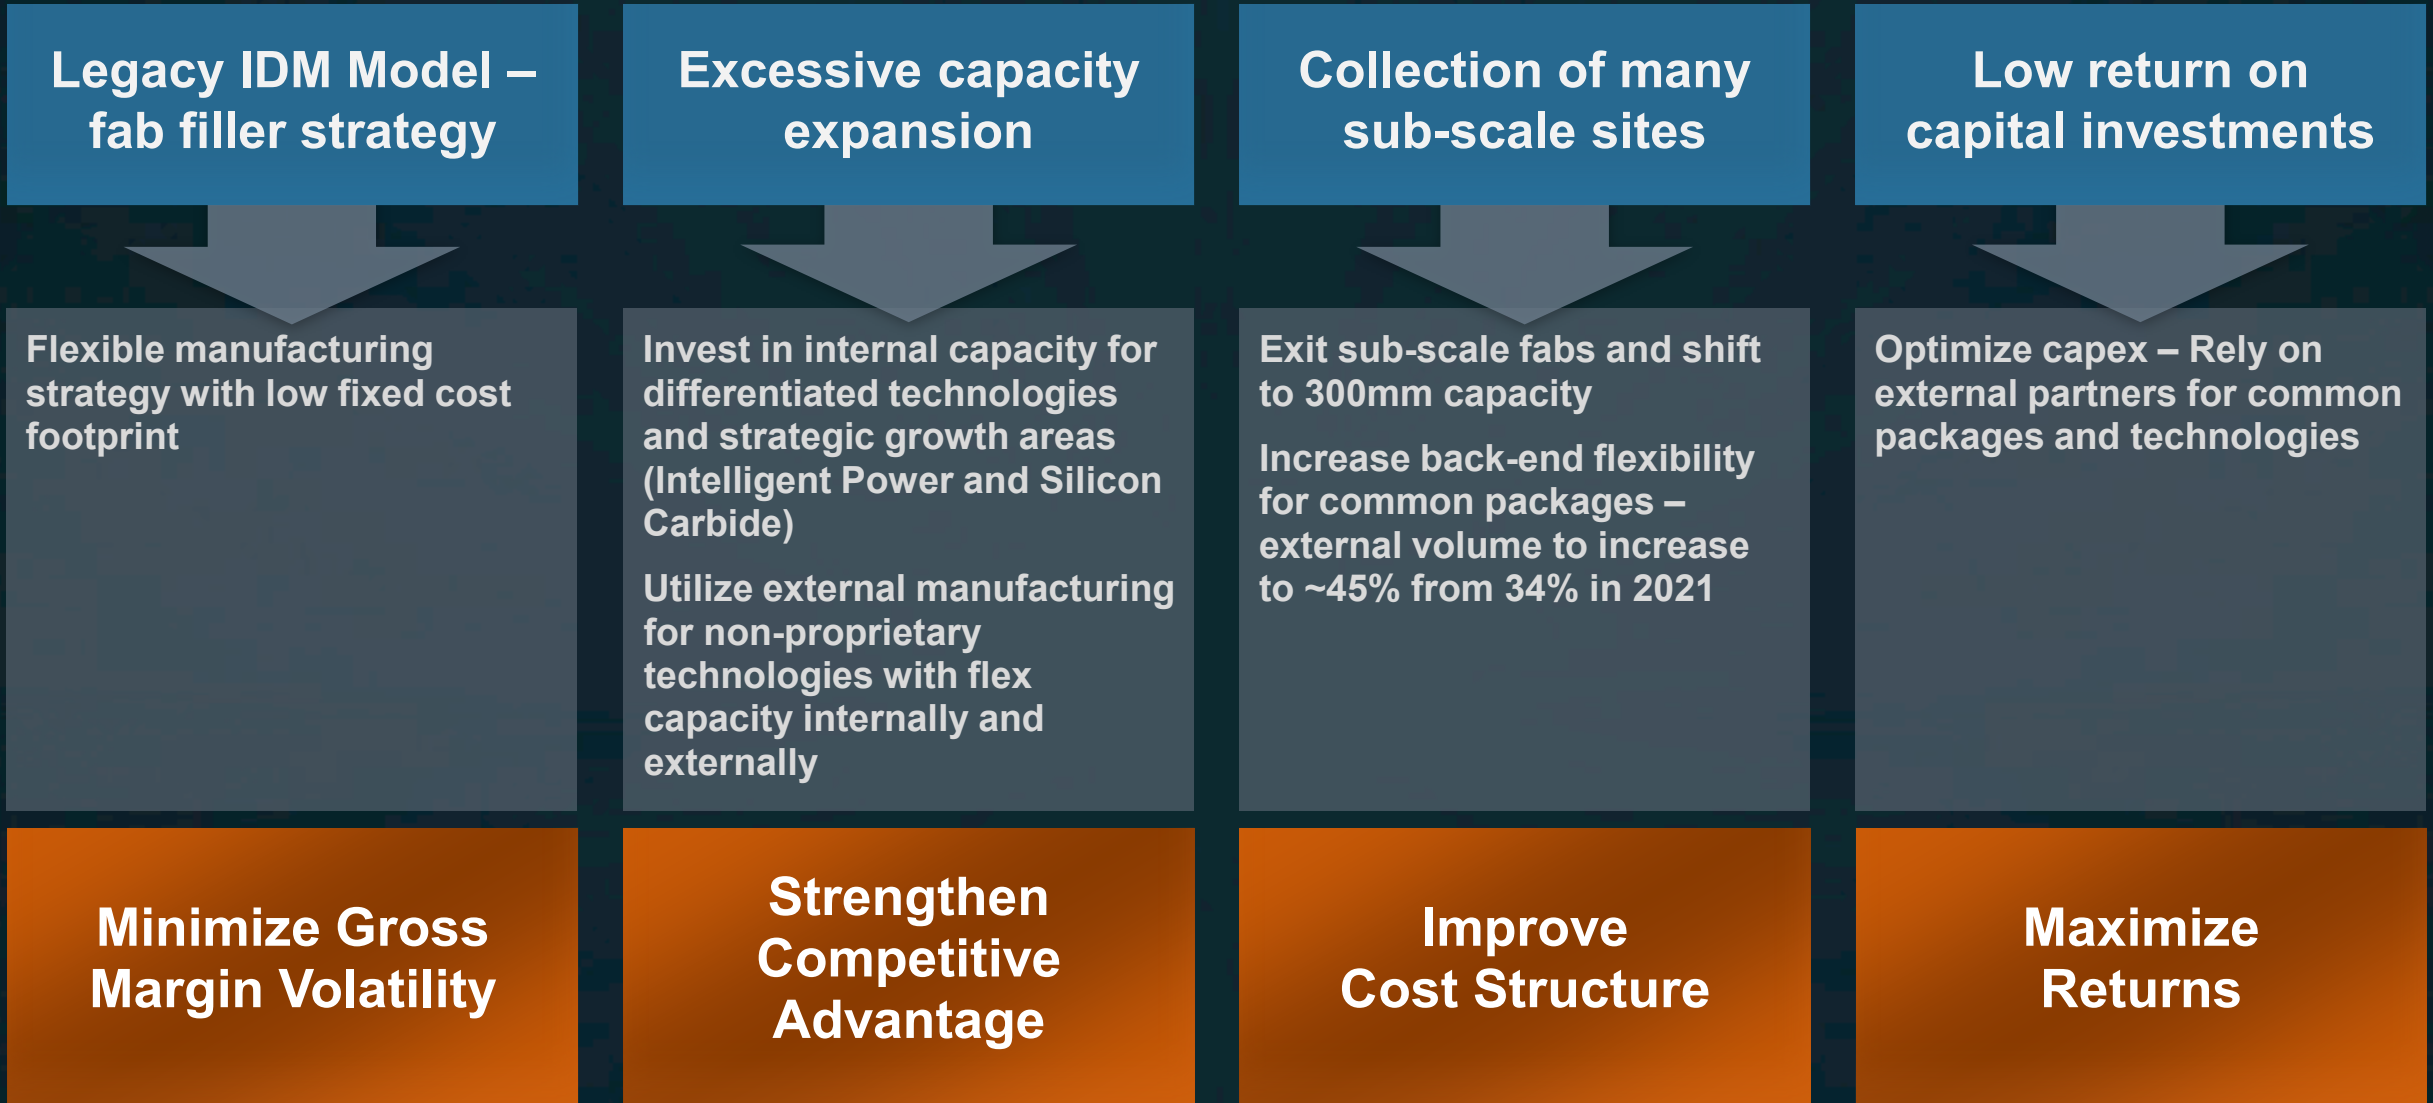 Legacy IDM Model –
fab filler strategy
Flexible manufacturing
strategy with low fixed cost
footprint
Minimize Gross
Margin Volatility
Excessive capacity
expansion
Invest in internal capacity for
differentiated technologies
and strategic growth areas
(Intelligent Power and Silicon
Carbide)
Utilize external manufacturing
for non-proprietary
technologies with flex
capacity internally and
externally
Strengthen
Competitive
Advantage
Collection of many
sub-scale sites
Exit sub-scale fabs and shift
to 300mm capacity
Increase back-end flexibility
for common packages –
external volume to increase
to ~45% from 34% in 2021
Improve
Cost Structure
Low return on
capital investments
Optimize capex – Rely on
external partners for common
packages and technologies
Maximize
Returns